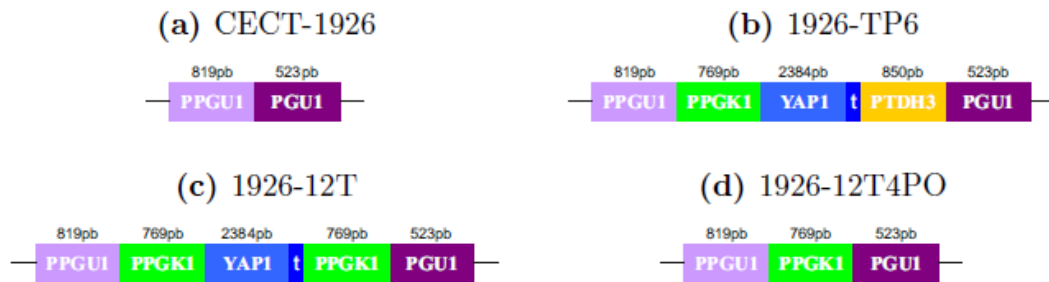 (a) CECT-1926
819pb 523pb
PPGU1 PGU1
(b) 1926-TP6
819pb 769pb 2384pb 850pb 523pb
PPGU1 PPGK1 YAP1 t PTDH3 PGU1
(c) 1926-12T
819pb 769pb 2384pb 769pb 523pb
PPGU1 PPGK1 YAP1 t PPGK1 PGU1
(d) 1926-12T4PO
819pb 769pb 523pb
PPGU1 PPGK1 PGU1